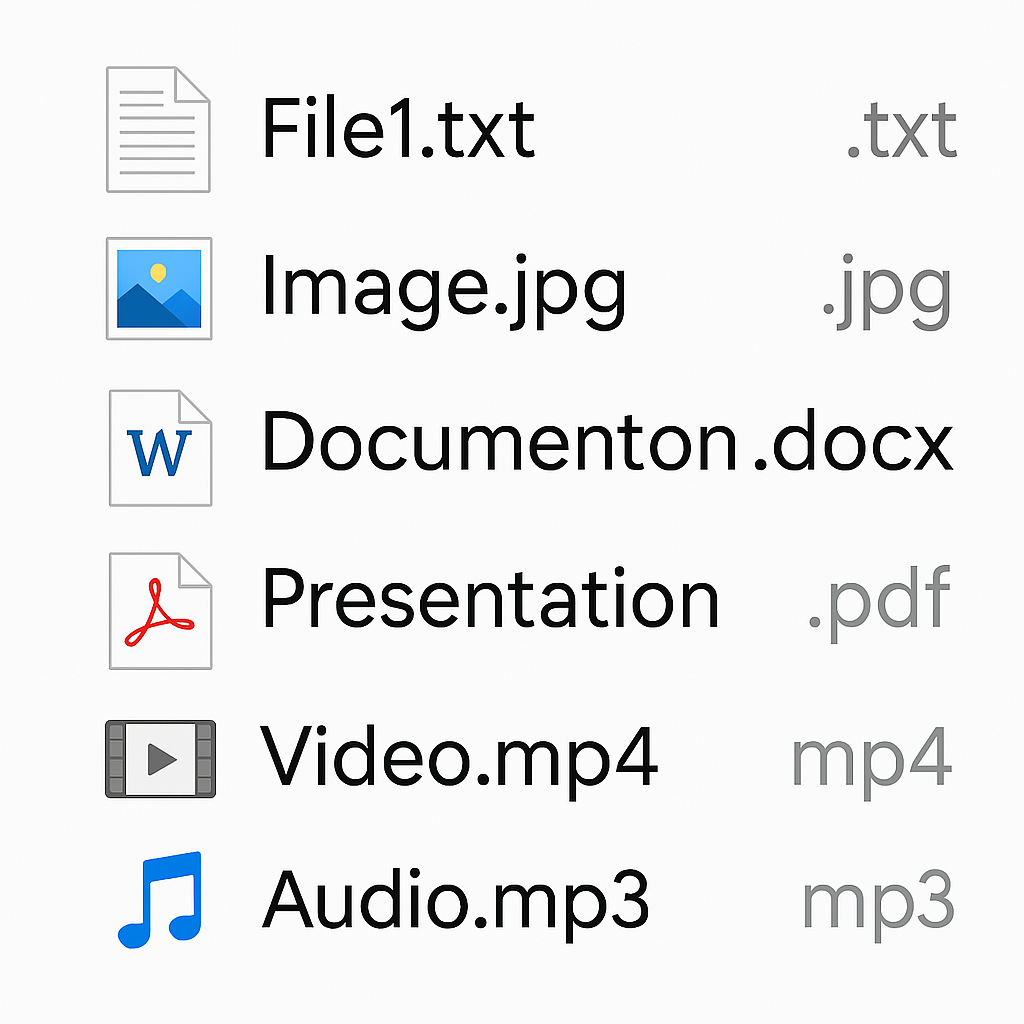 File1.txt .txt
Image.jpg .jpg
W Documenton .docx
Presentation .pdf
Video.mp4 mp4
Audio.mp3 mp3